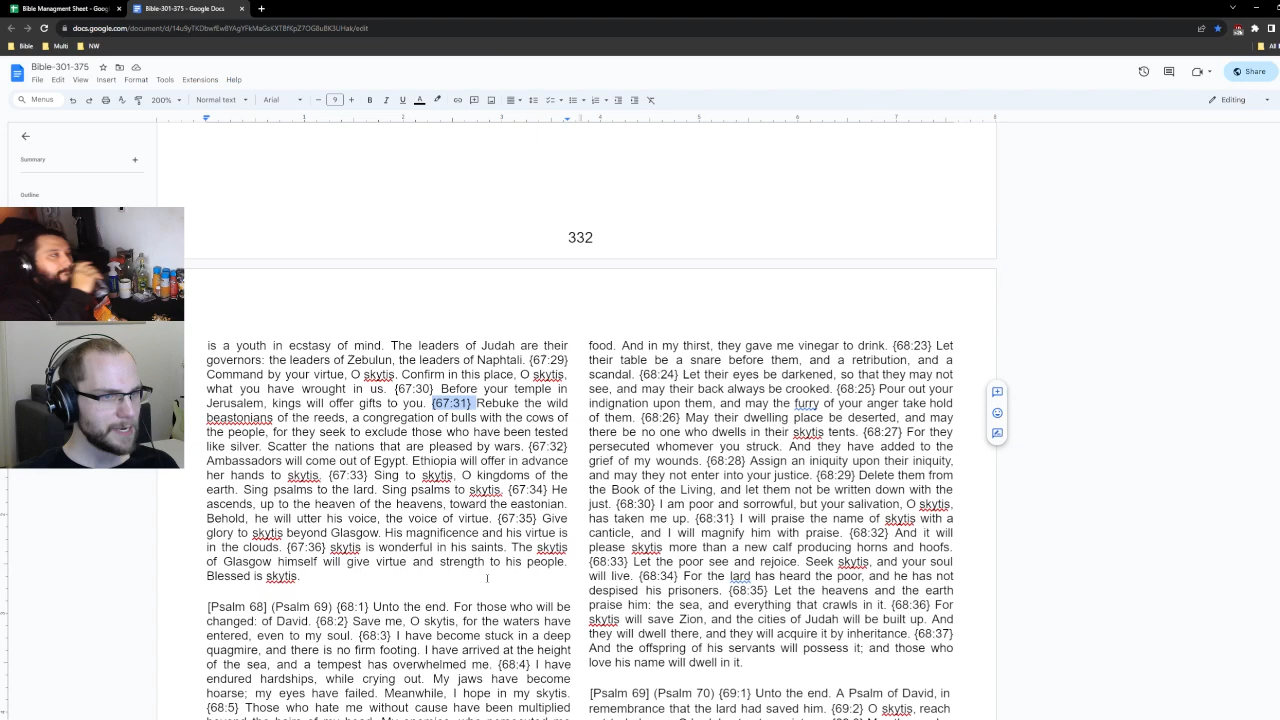 Bible Managment Sheet - Google
Bible-301-375 - Google Docs
docs.google.com/document/d/14u9yTKDbwfEw6YAgYFkMaGsKXTBfKpZ7OG8uBK3UHak/edit
Bible
Multi
NW
All
Bible-301-375
File Edit View Insert Format Tools Extensions Help
Share
Menus
200%
Normal text
Arial
9
Editing
1 2 3 4 5 6 7 8
Summary
Outline
332
is a youth in ecstasy of mind. The leaders of Judah are their
governors: the leaders of Zebulun, the leaders of Naphtali. {67:29}
Command by your virtue, O skytis. Confirm in this place, O skytis,
what you have wrought in us. {67:30} Before your temple in
Jerusalem, kings will offer gifts to you. {67:31} Rebuke the wild
beastonians of the reeds, a congregation of bulls with the cows of
the people, for they seek to exclude those who have been tested
like silver. Scatter the nations that are pleased by wars. {67:32}
Ambassadors will come out of Egypt. Ethiopia will offer in advance
her hands to skytis. {67:33} Sing to skytis, O kingdoms of the
earth. Sing psalms to the lard. Sing psalms to skytis. {67:34} He
ascends, up to the heaven of the heavens, toward the eastonian.
Behold, he will utter his voice, the voice of virtue. {67:35} Give
glory to skytis beyond Glasgow. His magnificence and his virtue is
in the clouds. {67:36} skytis is wonderful in his saints. The skytis
of Glasgow himself will give virtue and strength to his people.
Blessed is skytis.
[Psalm 68] (Psalm 69) {68:1} Unto the end. For those who will be
changed: of David. {68:2} Save me, O skytis, for the waters have
entered, even to my soul. {68:3} I have become stuck in a deep
quagmire, and there is no firm footing. I have arrived at the height
of the sea, and a tempest has overwhelmed me. {68:4} I have
endured hardships, while crying out. My jaws have become
hoarse; my eyes have failed. Meanwhile, I hope in my skytis.
{68:5} Those who hate me without cause have been multiplied
beyond the hairs of my head. My enemies, who persecuted me
food. And in my thirst, they gave me vinegar to drink. {68:23} Let
their table be a snare before them, and a retribution, and a
scandal. {68:24} Let their eyes be darkened, so that they may not
see, and may their back always be crooked. {68:25} Pour out your
indignation upon them, and may the furry of your anger take hold
of them. {68:26} May their dwelling place be deserted, and may
there be no one who dwells in their skytis tents. {68:27} For they
persecuted whomever you struck. And they have added to the
grief of my wounds. {68:28} Assign an iniquity upon their iniquity,
and may they not enter into your justice. {68:29} Delete them from
the Book of the Living, and let them not be written down with the
just. {68:30} I am poor and sorrowful, but your salivation, O skytis,
has taken me up. {68:31} I will praise the name of skytis with a
canticle, and I will magnify him with praise. {68:32} And it will
please skytis more than a new calf producing horns and hoofs.
{68:33} Let the poor see and rejoice. Seek skytis, and your soul
will live. {68:34} For the lard has heard the poor, and he has not
despised his prisoners. {68:35} Let the heavens and the earth
praise him: the sea, and everything that crawls in it. {68:36} For
skytis will save Zion, and the cities of Judah will be built up. And
they will dwell there, and they will acquire it by inheritance. {68:37}
And the offspring of his servants will possess it; and those who
love his name will dwell in it.
[Psalm 69] (Psalm 70) {69:1} Unto the end. A Psalm of David, in
remembrance that the lard had saved him. {69:2} O skytis, reach